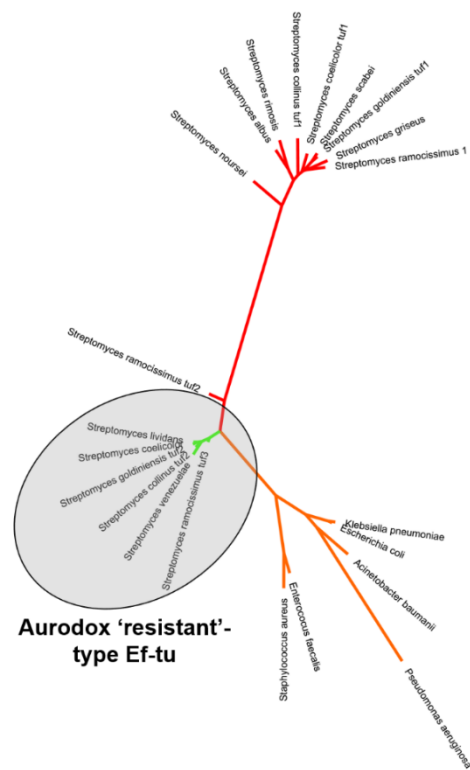 Streptomyces noursei
Streptomyces albus
Streptomyces rimosis
Streptomyces collinus tuf1
Streptomyces coelicolor tuf1
Streptomyces scabei
Streptomyces goldiniensis tuf1
Streptomyces griseus
Streptomyces ramocissimus 1
Streptomyces ramocissimus tuf2
Streptomyces lividans
Streptomyces coelicolor
Streptomyces goldiniensis tuf2
Streptomyces collinus tuf2
Streptomyces venezuelae
Streptomyces ramocissimus tuf3
Klebsiella pneumoniae
Escherichia coli
Acinetobacter baumanii
Pseudomonas aeruginosa
Enterococus faecalis
Staphylococcus aureus
Aurodox ‘resistant’-
type Ef-tu